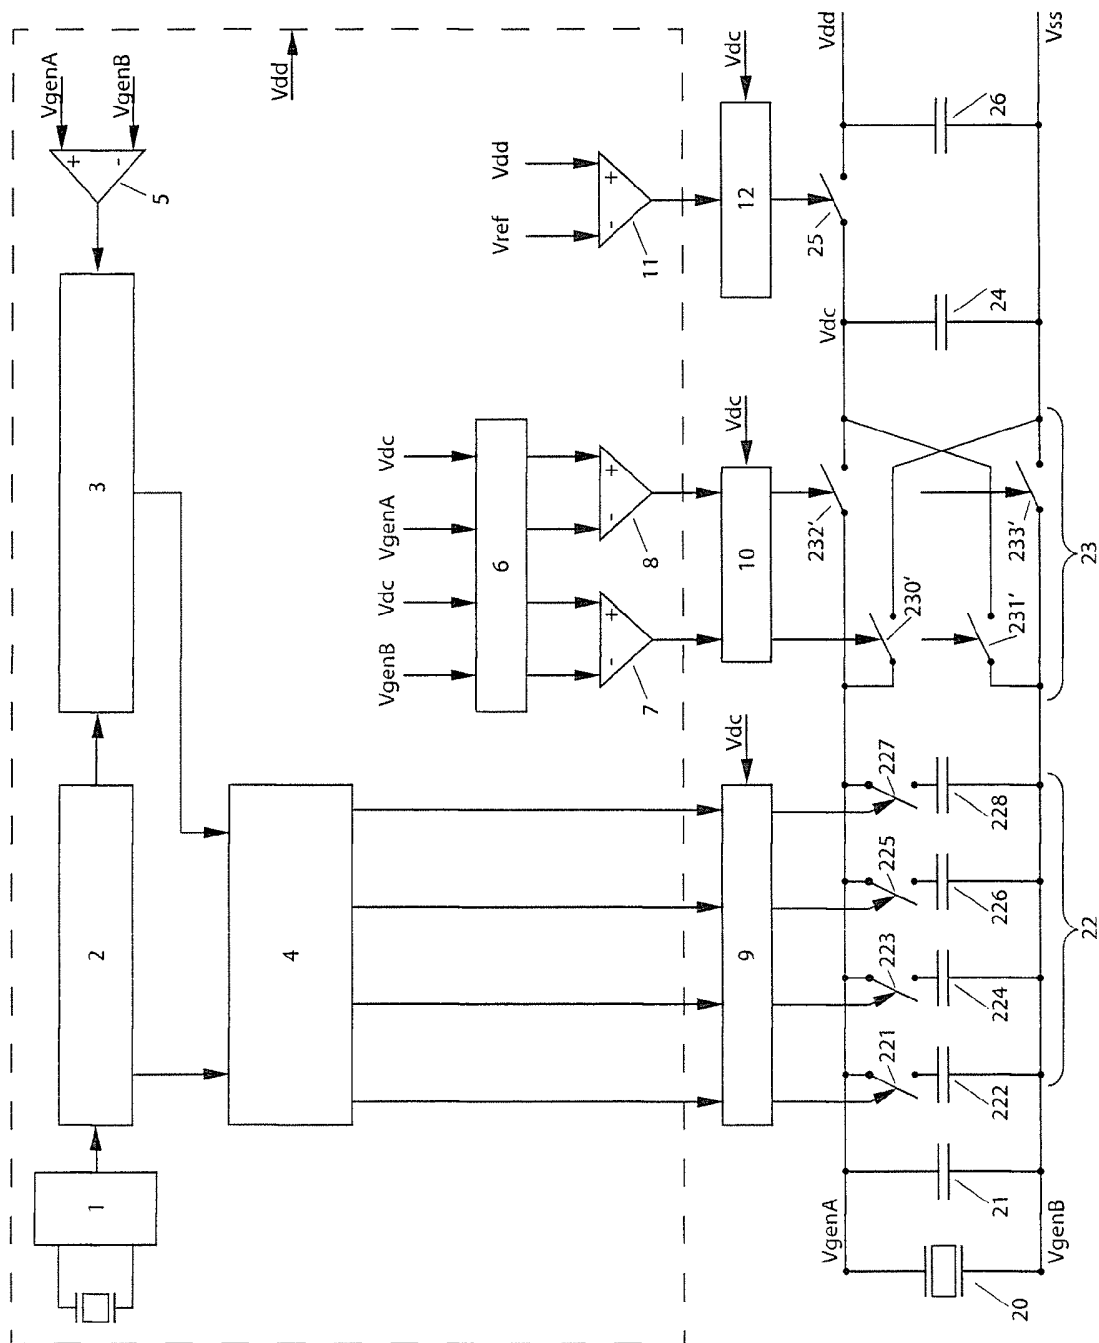 1
2
3
+
-
VgenA
VgenB
5
4
Vdd
VgenB
Vdc
VgenA
Vdc
6
-
+
7
-
+
8
Vref
Vdd
-
+
11
9
Vdc
10
Vdc
12
Vdc
VgenA
VgenB
20
21
221
222
223
224
225
226
227
228
22
230'
231'
232'
233'
23
Vdc
24
25
26
Vdd
Vss